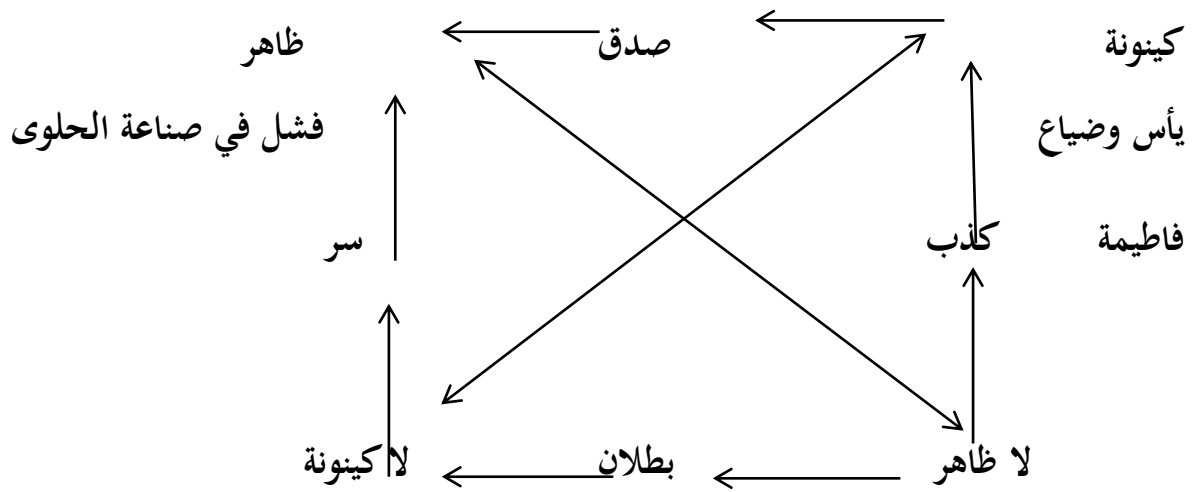 كينونة صدق ظاهر
يأس وضياع فشل في صناعة الحلوى
فاطيمة كذب سر
لا ظاهر بطلان لا كينونة